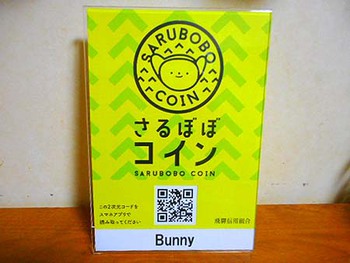 SARUBOBO
COIN
さるぼぼ
コイン
SARUBOBO COIN
この2次元コードを
スマホアプリで
読み取ってください
飛騨信用組合
Bunny